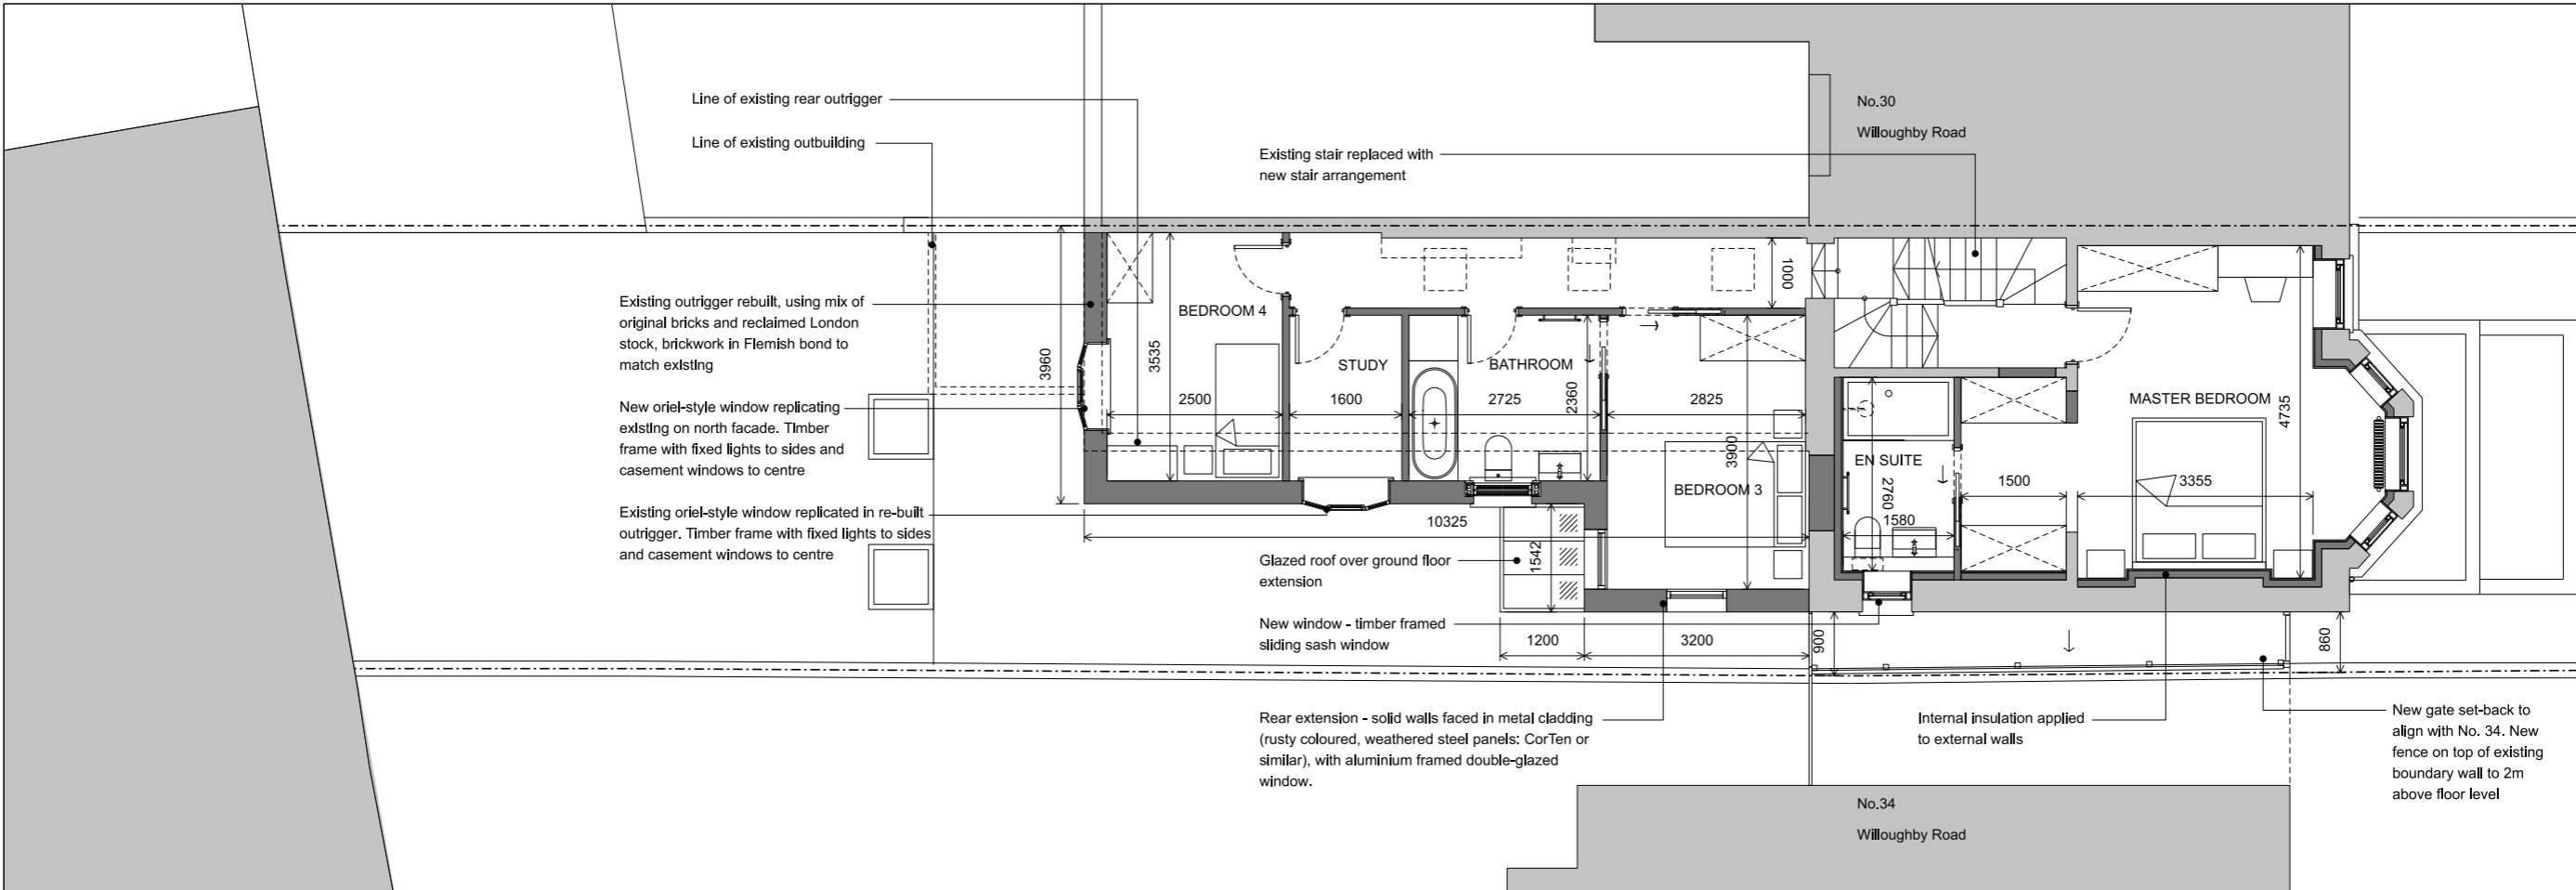 Line of existing rear outrigger
Line of existing outbuilding
Existing stair replaced with
new stair arrangement
No.30
Willoughby Road
Existing outrigger rebuilt, using mix of
original bricks and reclaimed London
stock, brickwork in Flemish bond to
match existing
New oriel-style window replicating
existing on north facade. Timber
frame with fixed lights to sides and
casement windows to centre
Existing oriel-style window replicated in re-built
outrigger. Timber frame with fixed lights to sides
and casement windows to centre
3960
3535
BEDROOM 4
2500
STUDY
1600
BATHROOM
2725
2360
1000
2825
3900
BEDROOM 3
EN SUITE
2760
1580
1500
MASTER BEDROOM
4735
3355
10325
1542
Glazed roof over ground floor
extension
New window - timber framed
sliding sash window
1200
3200
900
860
Rear extension - solid walls faced in metal cladding
(rusty coloured, weathered steel panels: CorTen or
similar), with aluminium framed double-glazed
window.
Internal insulation applied
to external walls
New gate set-back to
align with No. 34. New
fence on top of existing
boundary wall to 2m
above floor level
No.34
Willoughby Road